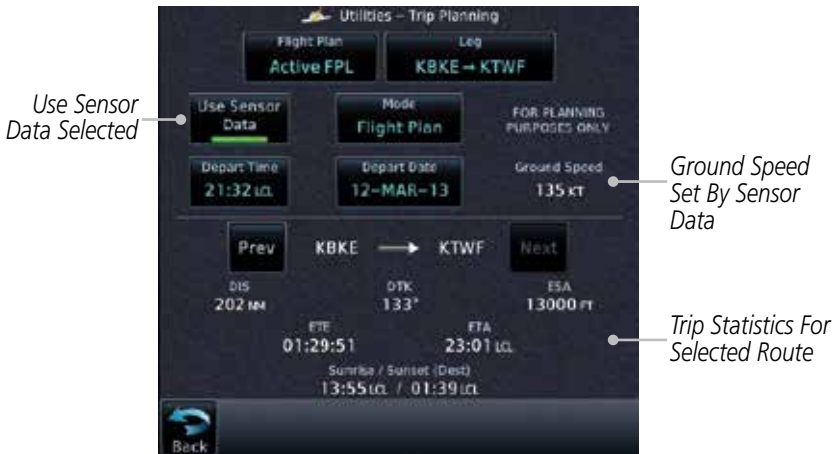 Utilities – Trip Planning
Flight Plan
Active FPL
Leg
KBKE → KTWF
Use Sensor
Data Selected
Use Sensor
Data
Mode
Flight Plan
FOR PLANNING
PURPOSES ONLY
Depart Time
21:32 LCL
Depart Date
12-MAR-13
Ground Speed
135 KT
Ground Speed
Set By Sensor
Data
Prev
KBKE → KTWF
Next
DIS
202 NM
DTK
133°
ESA
13000 FT
ETE
01:29:51
ETA
23:01 LCL
Trip Statistics For
Selected Route
Sunrise / Sunset (Dest)
13:55 LCL / 01:39 LCL
Back